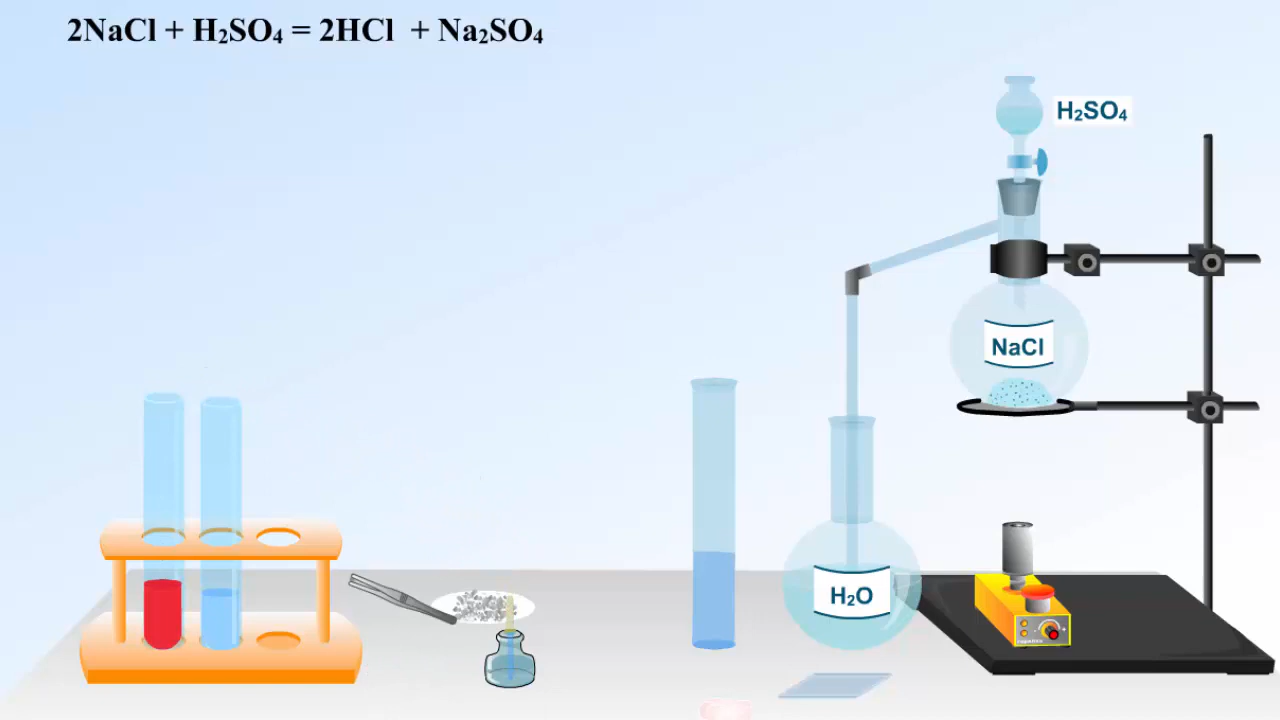 2NaCl + H₂SO₄ = 2HCl + Na₂SO₄
H₂SO₄
NaCl
H₂O